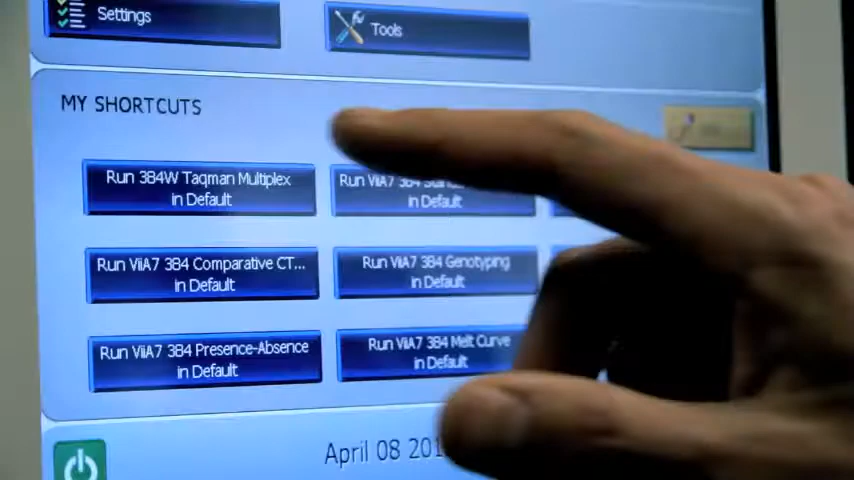 Settings
Tools
MY SHORTCUTS
Run 384W Taqman Multiplex
in Default
Run ViiA7 384
in Default
Run ViiA7 384 Comparative CT...
in Default
Run ViiA7 384 Genotyping
in Default
Run ViiA7 384 Presence-Absence
in Default
Run ViiA7 384 Melt Curve
in Default
April 08